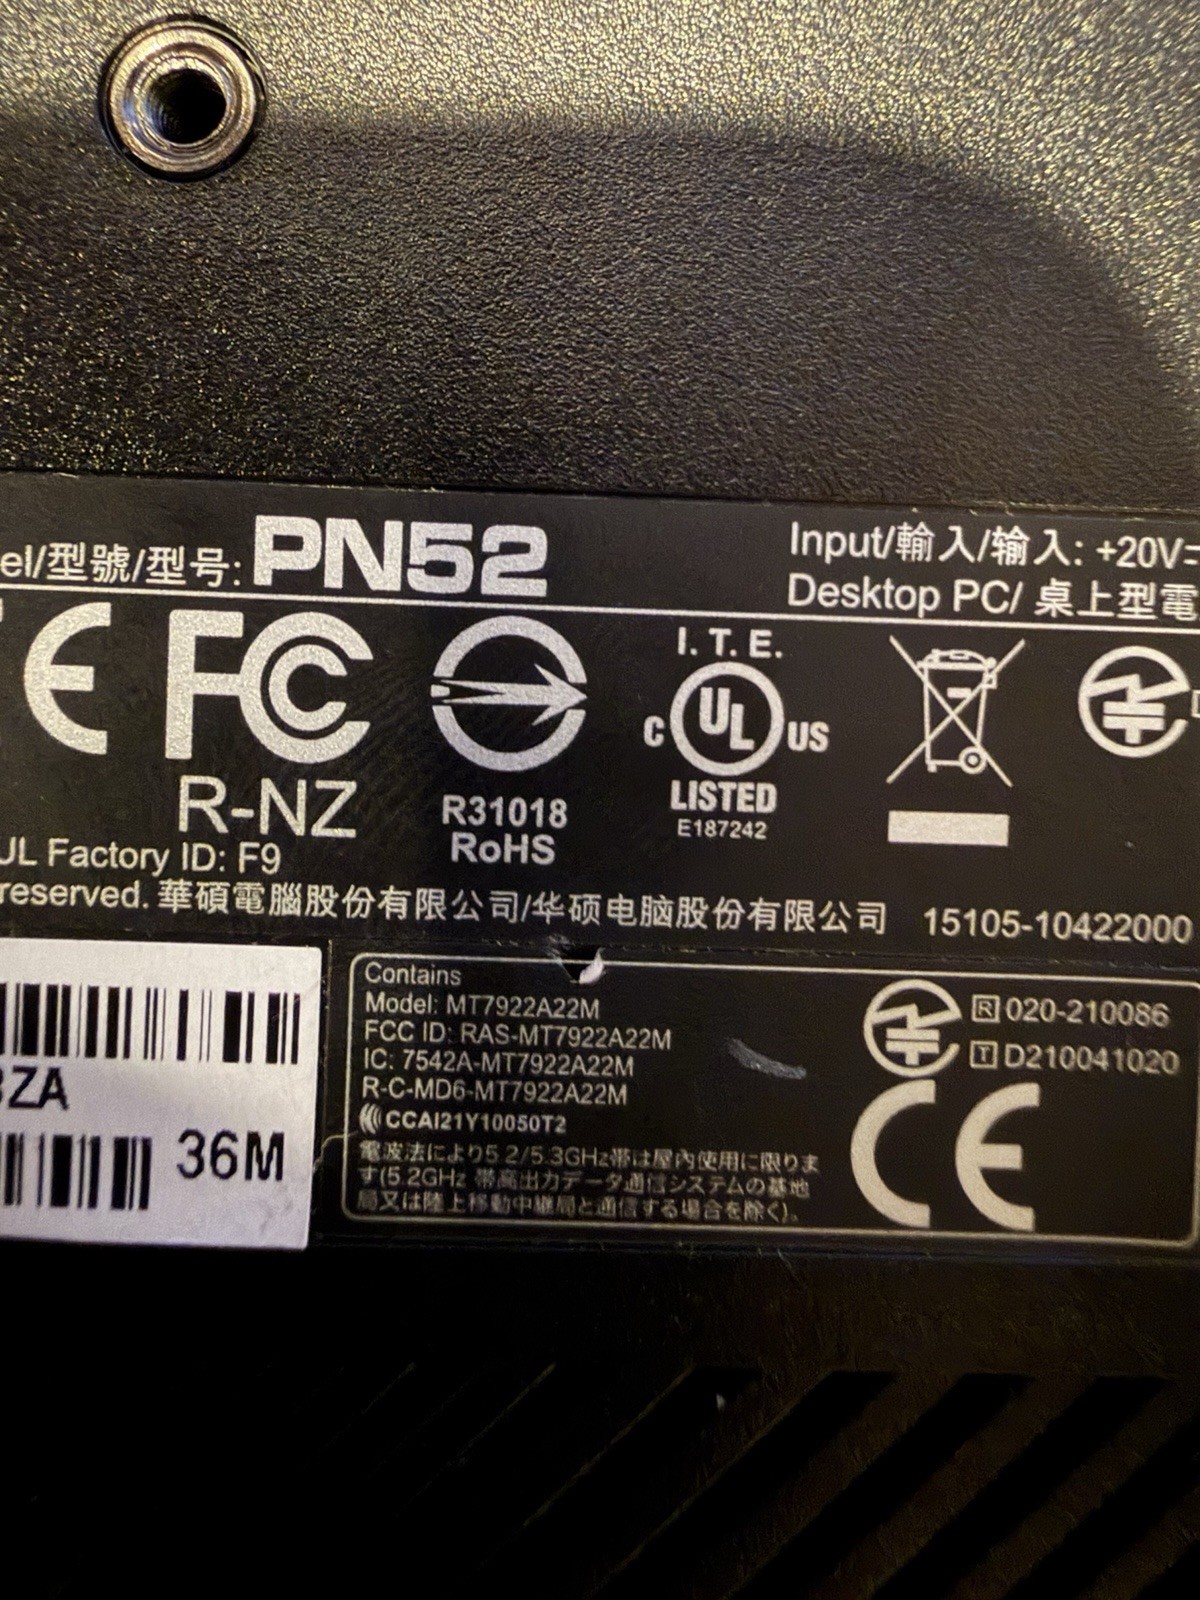 el/型號/型号: PN52
Input/輸入/输入: +20V
Desktop PC/ 桌上型電
CE FC
I. T. E.
C UL US
LISTED
E187242
R-NZ
R31018
RoHS
UL Factory ID: F9
reserved. 華碩電腦股份有限公司/华硕电脑股份有限公司 15105-10422000
3ZA
36M
Contains
Model: MT7922A22M
FCC ID: RAS-MT7922A22M
IC: 7542A-MT7922A22M
R-C-MD6-MT7922A22M
CCAI21Y10050T2
電波法により5.2/5.3GHz帯は屋内使用に限りま
す(5.2GHz 帯高出力データ通信システムの基地
局又は陸上移動中継局と通信する場合を除く)。
R 020-210086
T D210041020
CE